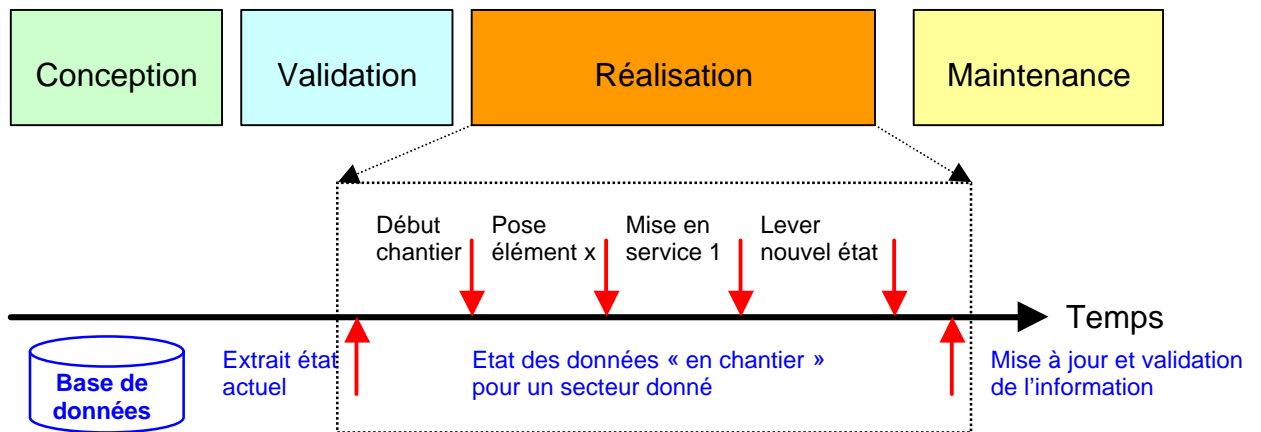 Conception
Validation
Réalisation
Maintenance
Début
chantier
Pose
élément x
Mise en
service 1
Lever
nouvel état
Temps
Base de
données
Extrait état
actuel
Etat des données « en chantier »
pour un secteur donné
Mise à jour et validation
de l'information